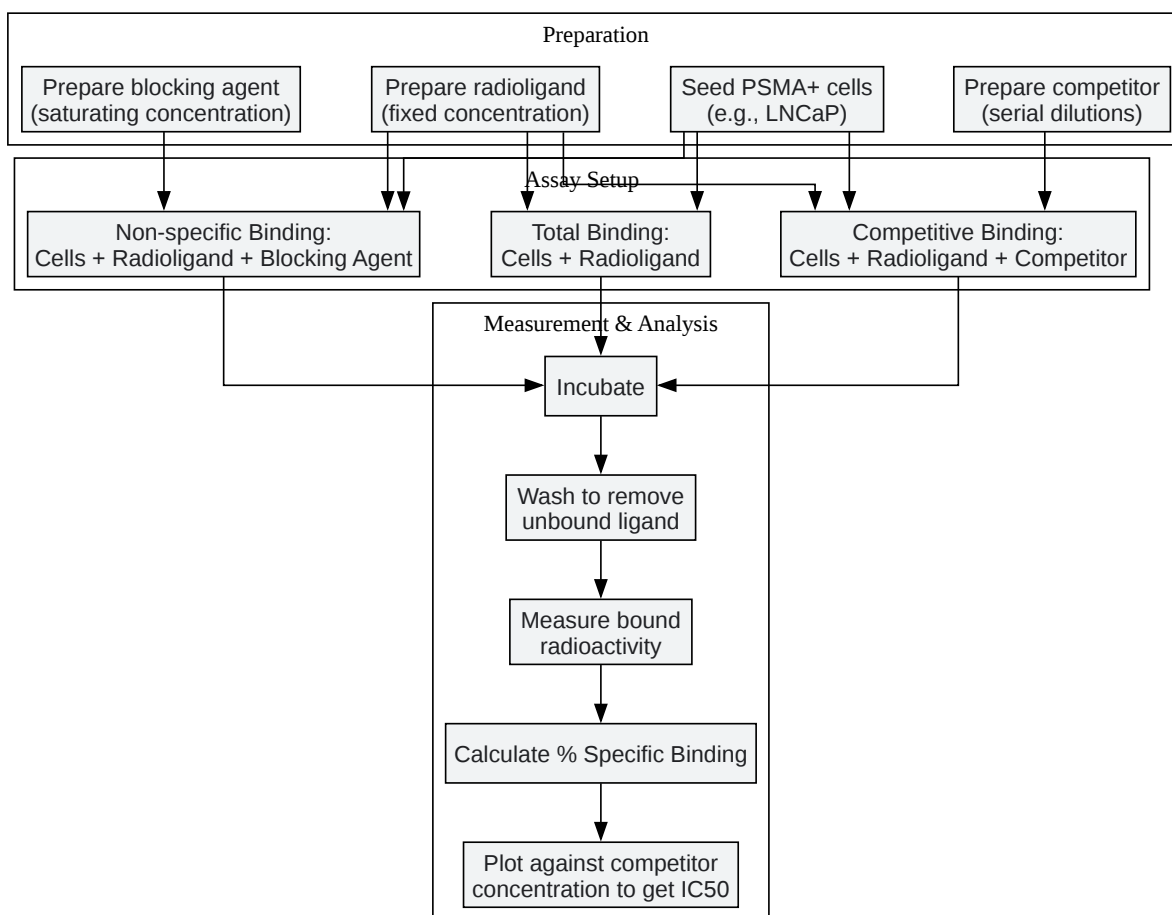 Preparation
Prepare blocking agent
(saturating concentration)
Prepare radioligand
(fixed concentration)
Seed PSMA+ cells
(e.g., LNCaP)
Prepare competitor
(serial dilutions)
Assay Setup
Non-specific Binding:
Cells + Radioligand + Blocking Agent
Total Binding:
Cells + Radioligand
Competitive Binding:
Cells + Radioligand + Competitor
Measurement & Analysis
Incubate
Wash to remove
unbound ligand
Measure bound
radioactivity
Calculate % Specific Binding
Plot against competitor
concentration to get IC50